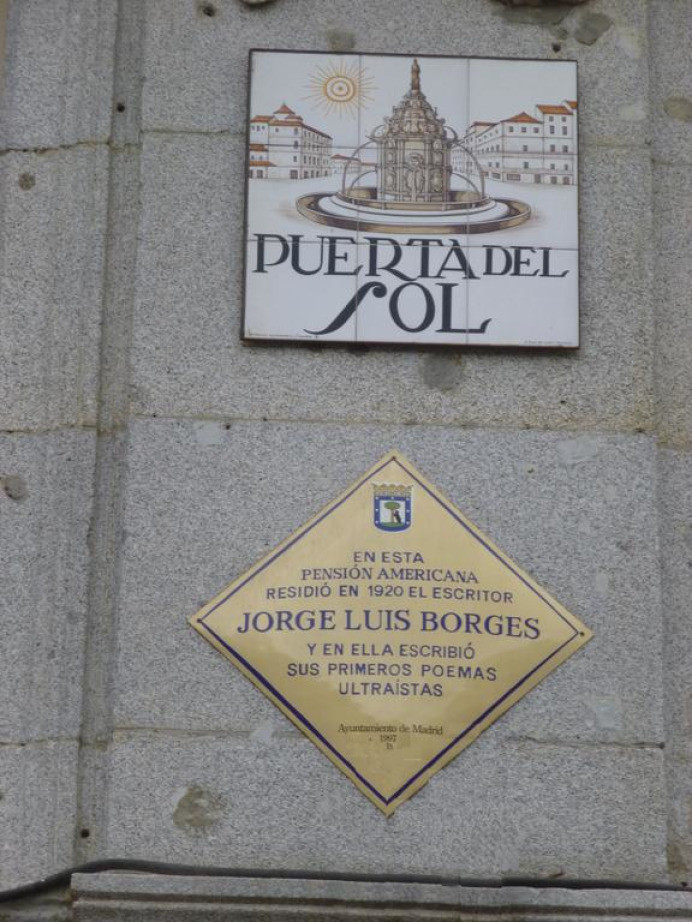 PUERTA DEL
SOL
EN ESTA
PENSIÓN AMERICANA
RESIDIÓ EN 1920 EL ESCRITOR
JORGE LUIS BORGES
Y EN ELLA ESCRIBIÓ
SUS PRIMEROS POEMAS
ULTRAÍSTAS
Ayuntamiento de Madrid
1997